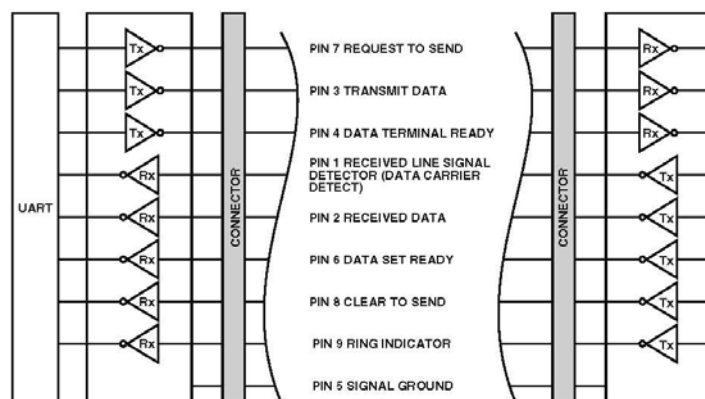 Tx
PIN 7 REQUEST TO SEND
Rx
Tx
PIN 3 TRANSMIT DATA
Rx
Tx
PIN 4 DATA TERMINAL READY
Rx
Rx
PIN 1 RECEIVED LINE SIGNAL
DETECTOR (DATA CARRIER
DETECT)
Tx
UART
CONNECTOR
Rx
PIN 2 RECEIVED DATA
CONNECTOR
Tx
Rx
PIN 6 DATA SET READY
Tx
Rx
PIN 8 CLEAR TO SEND
Tx
Rx
PIN 9 RING INDICATOR
Tx
PIN 5 SIGNAL GROUND